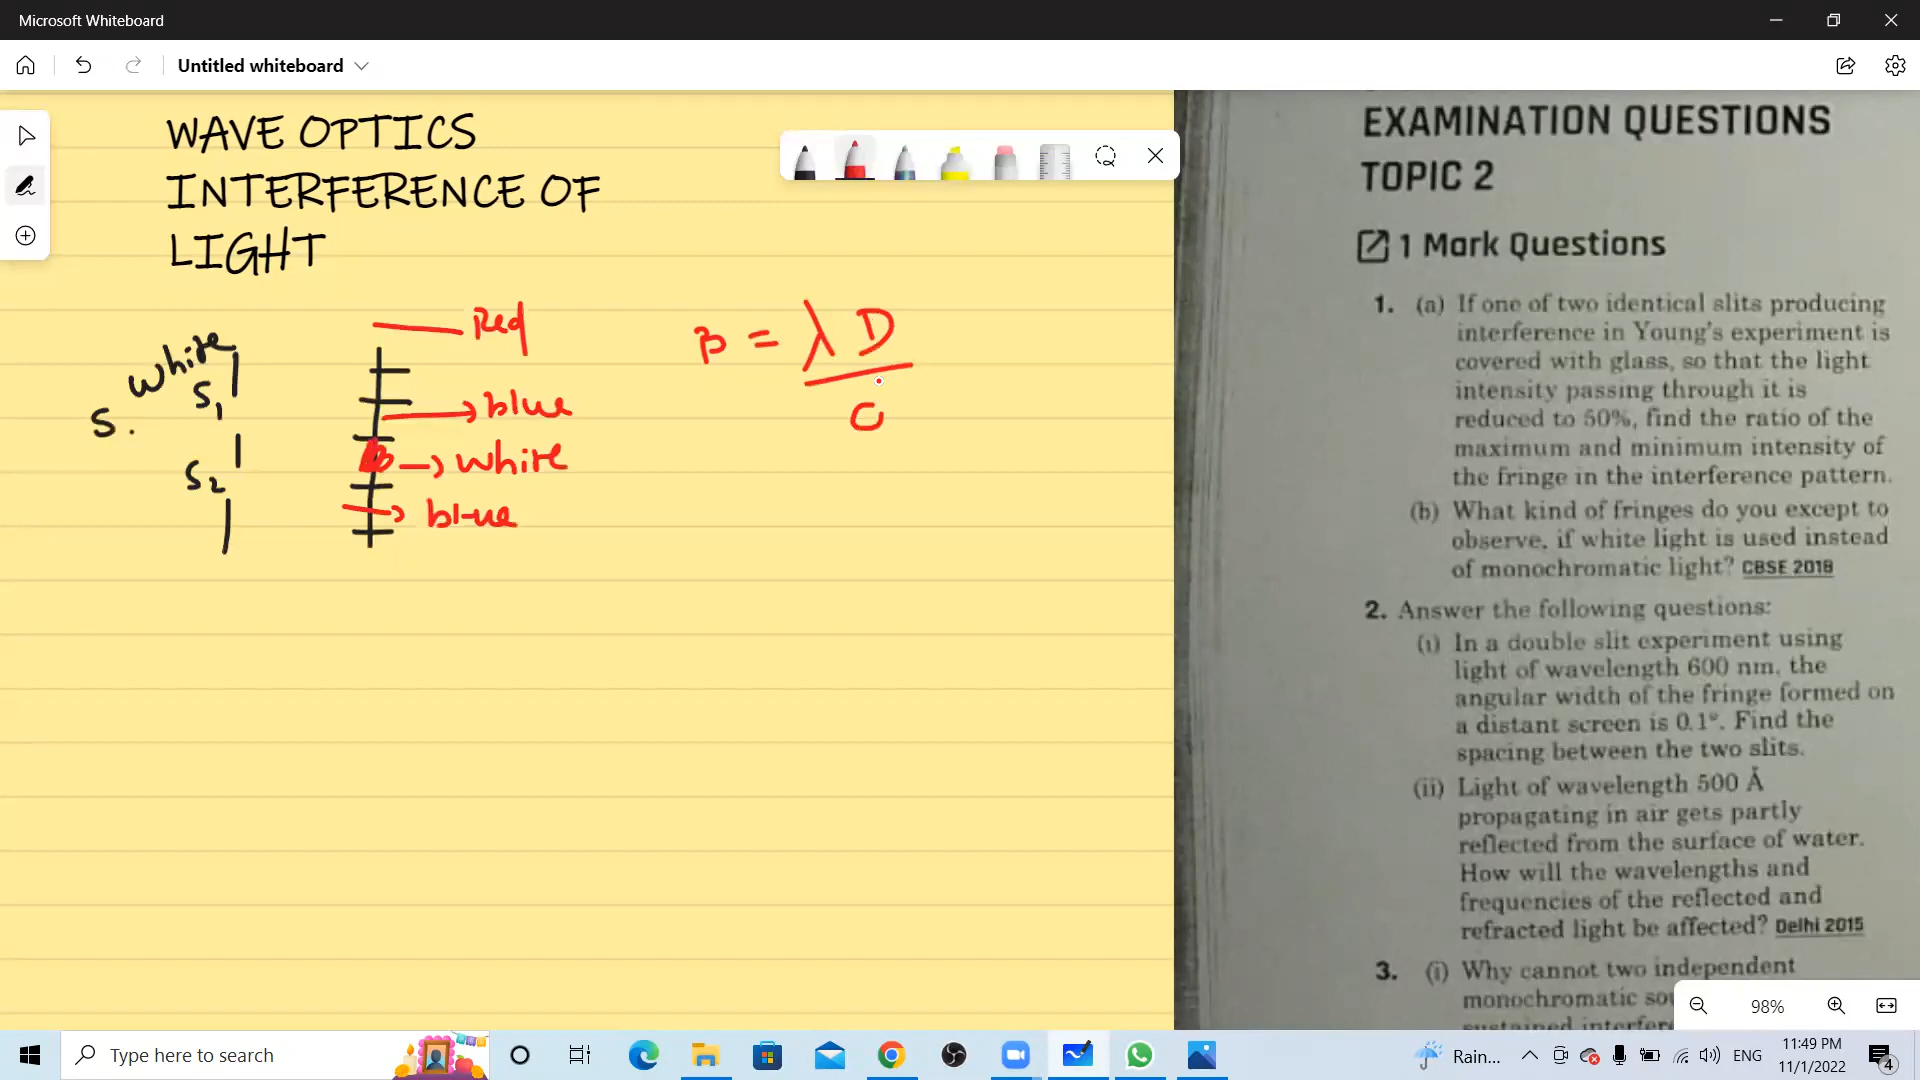 Microsoft Whiteboard
Untitled whiteboard
WAVE OPTICS
INTERFERENCE OF
LIGHT
White
S.
S1
S2
Red
blue
White
blue
β = λ D
EXAMINATION QUESTIONS
TOPIC 2
1 Mark Questions
1. (a) If one of two identical slits producing
interference in Young's experiment is
covered with glass, so that the light
intensity passing through it is
reduced to 50%, find the ratio of the
maximum and minimum intensity of
the fringe in the interference pattern.
(b) What kind of fringes do you except to
observe, if white light is used instead
of monochromatic light? CBSE 2018
2. Answer the following questions:
(i) In a double slit experiment using
light of wavelength 600 nm, the
angular width of the fringe formed on
a distant screen is 0.1°. Find the
spacing between the two slits.
(ii) Light of wavelength 500 Å
propagating in air gets partly
reflected from the surface of water.
How will the wavelengths and
frequencies of the reflected and
refracted light be affected? Delhi 2015
3. (i) Why cannot two independent
monochromatic
sustained
98%
Type here to search
Rain...
ENG
11:49 PM
11/1/2022
4